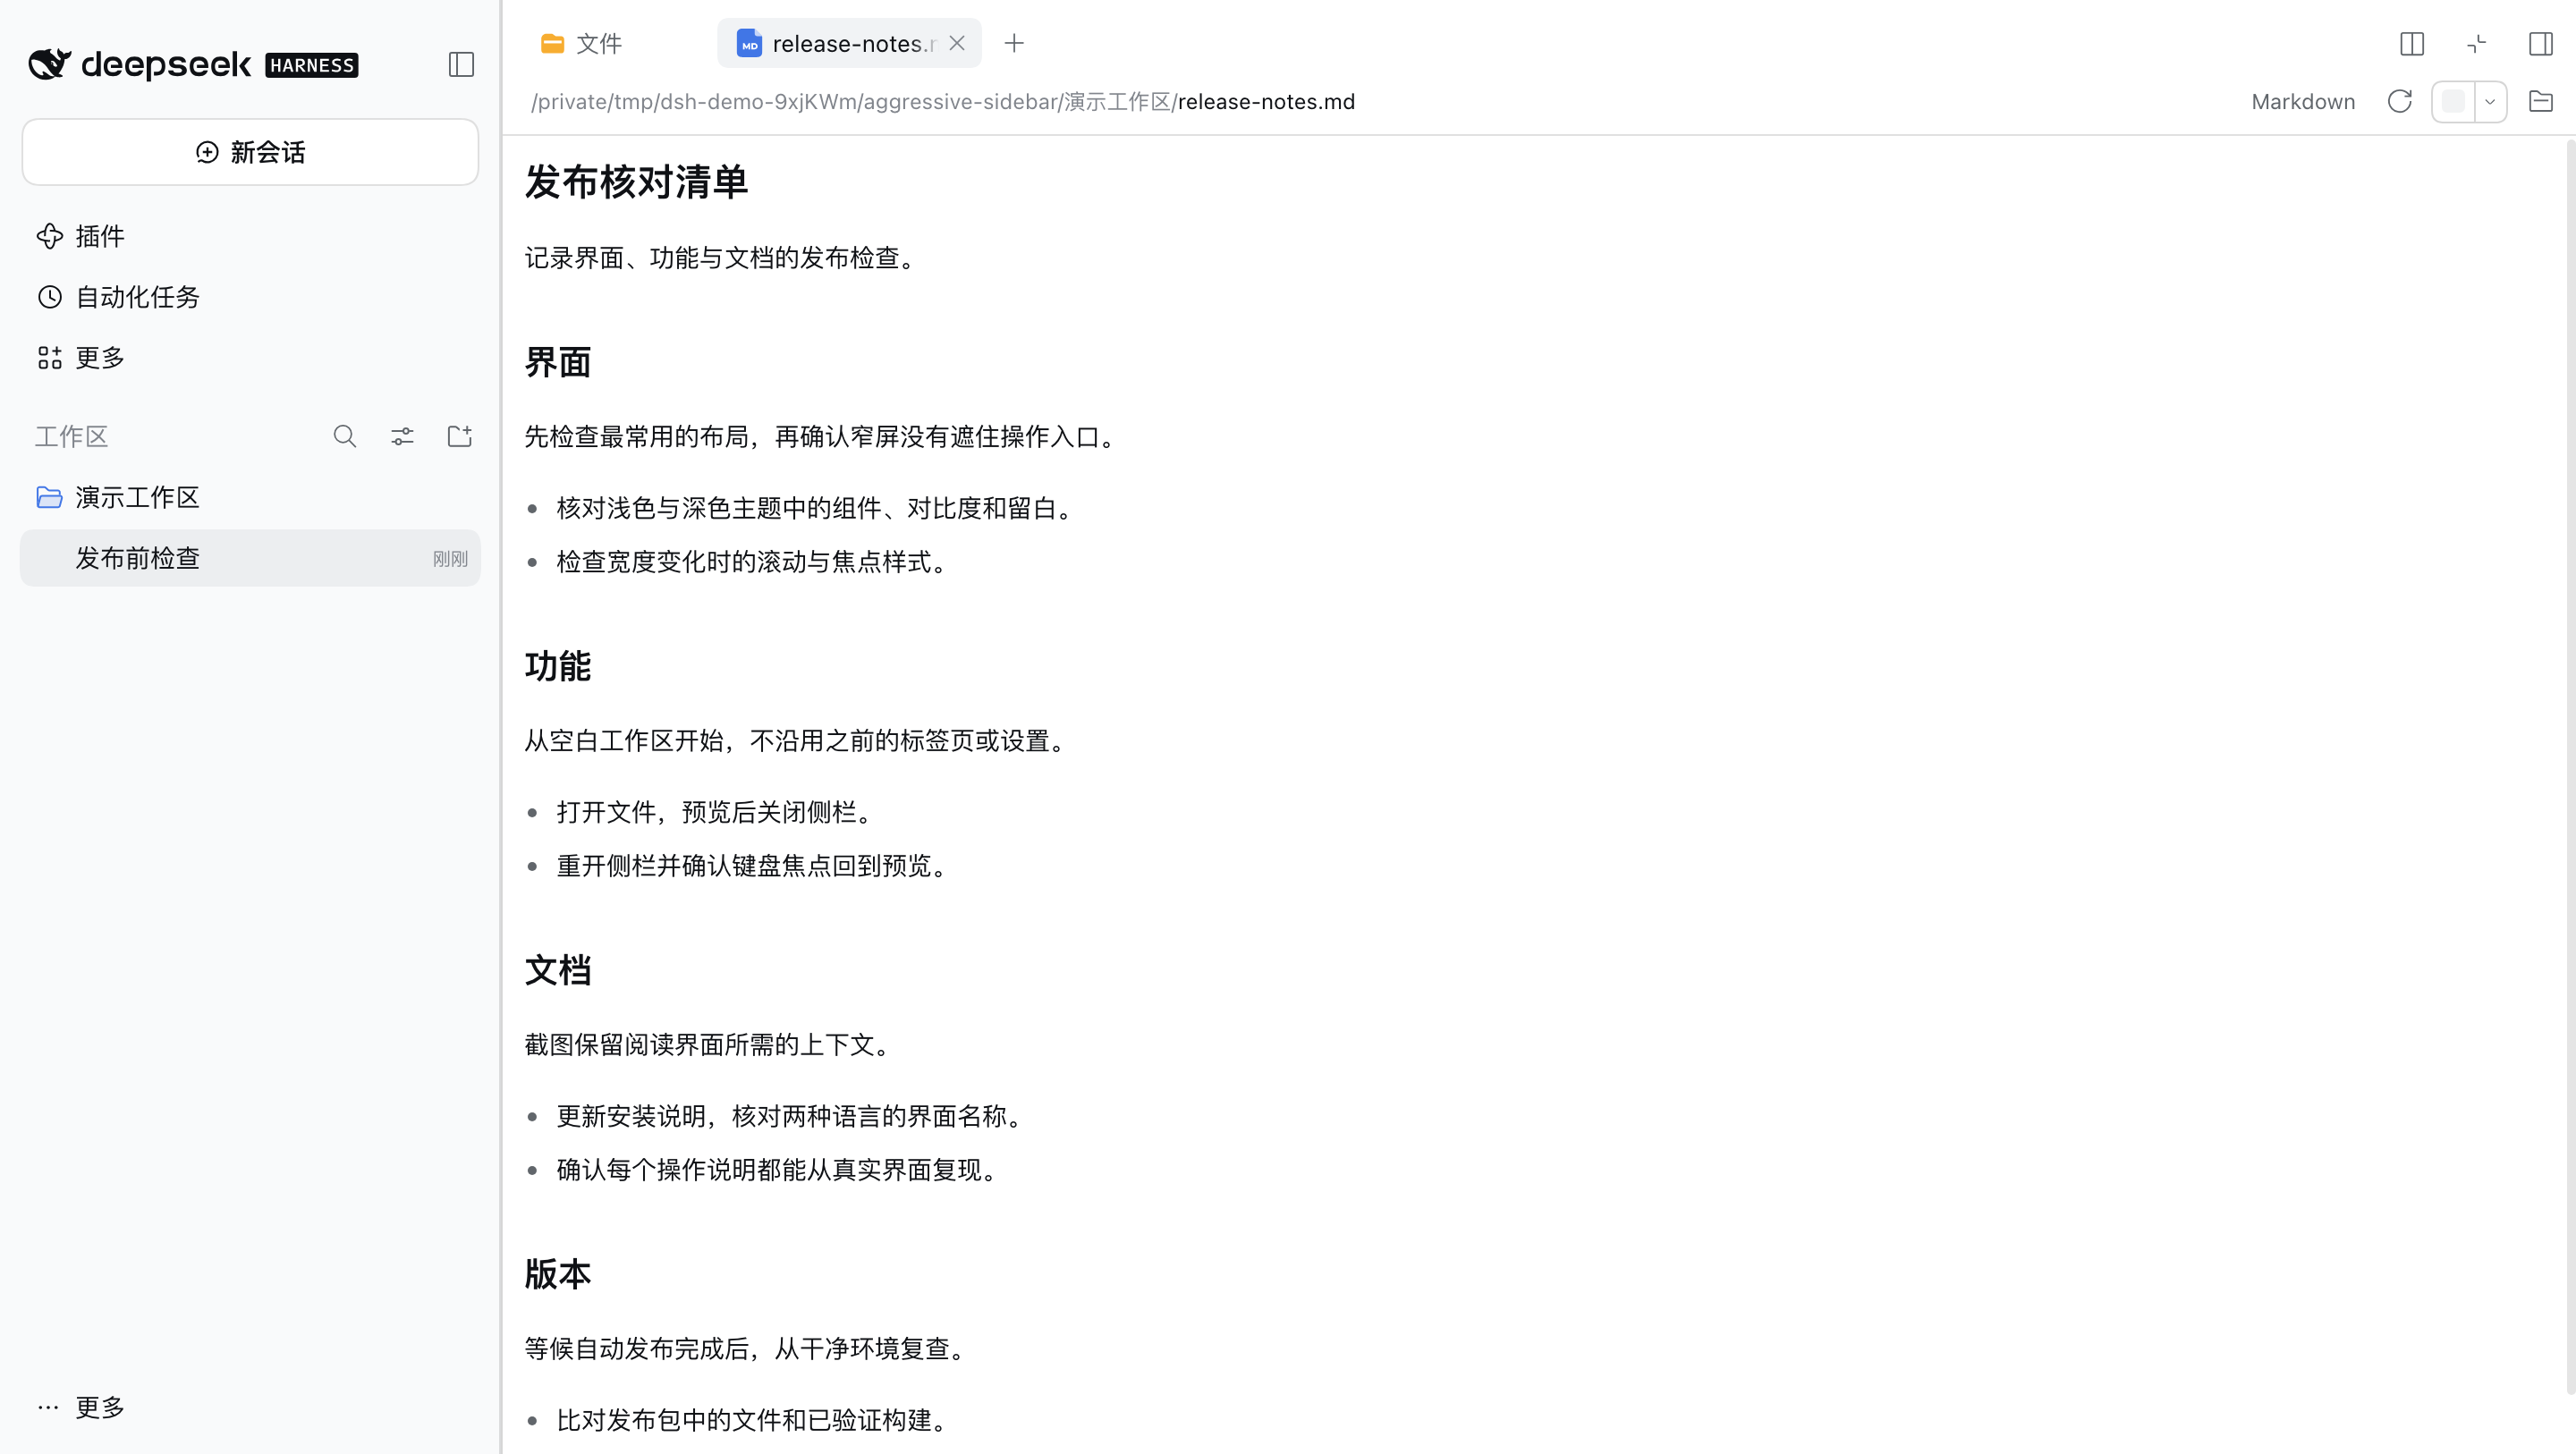 deepseek HARNESS
新会话
插件
自动化任务
更多
工作区
演示工作区
发布前检查 刚刚
更多
文件
release-notes.
/private/tmp/dsh-demo-9xjKWm/aggressive-sidebar/演示工作区/release-notes.md
Markdown
发布核对清单
记录界面、功能与文档的发布检查。
界面
先检查最常用的布局，再确认窄屏没有遮住操作入口。
核对浅色与深色主题中的组件、对比度和留白。
检查宽度变化时的滚动与焦点样式。
功能
从空白工作区开始，不沿用之前的标签页或设置。
打开文件，预览后关闭侧栏。
重开侧栏并确认键盘焦点回到预览。
文档
截图保留阅读界面所需的上下文。
更新安装说明，核对两种语言的界面名称。
确认每个操作说明都能从真实界面复现。
版本
等候自动发布完成后，从干净环境复查。
比对发布包中的文件和已验证构建。